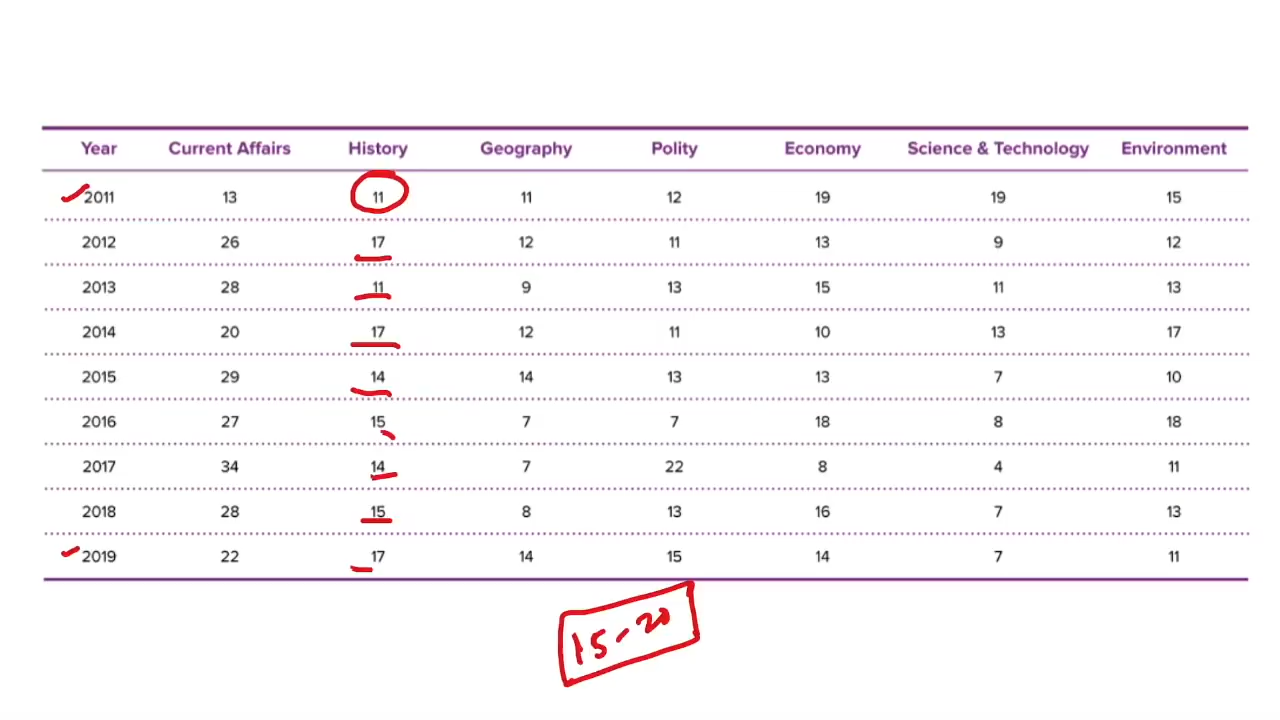 Year Current Affairs History Geography Polity Economy Science & Technology Environment
2011 13 11 11 12 19 19 15
2012 26 17 12 11 13 9 12
2013 28 11 9 13 15 11 13
2014 20 17 12 11 10 13 17
2015 29 14 14 13 13 7 10
2016 27 15 7 7 18 8 18
2017 34 14 7 22 8 4 11
2018 28 15 8 13 16 7 13
2019 22 17 14 15 14 7 11
15-20